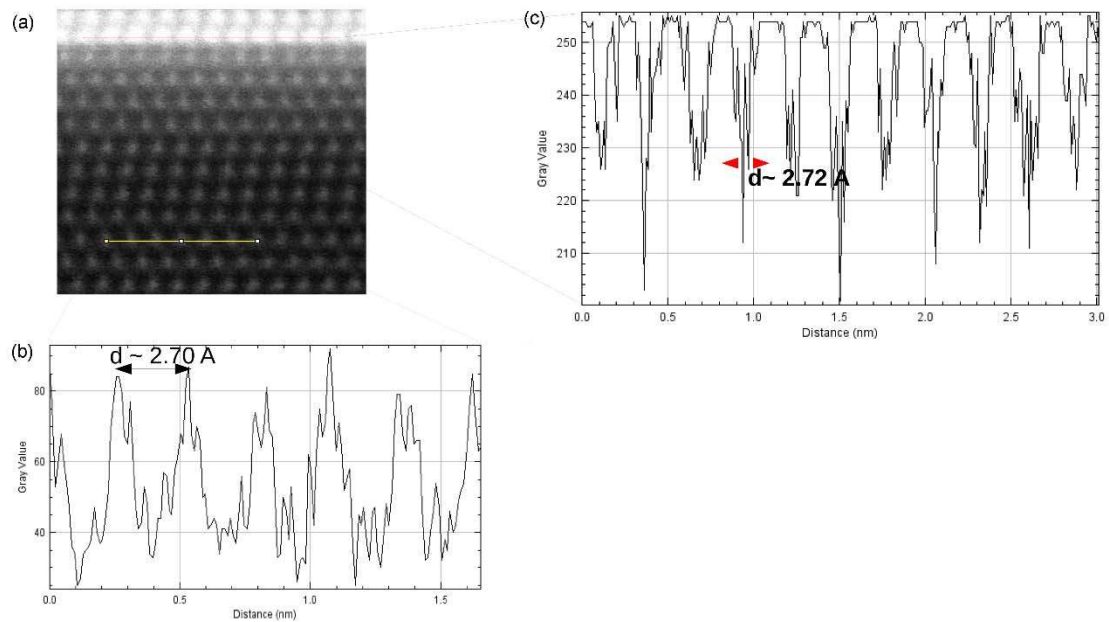 (a)
(c)
250
240
230
220
210
Gray Value
d~ 2.72 A
0.0 0.5 1.0 1.5 2.0 2.5 3.0
Distance (nm)
(b)
d ~ 2.70 A
80
60
40
Gray Value
0.0 0.5 1.0 1.5
Distance (nm)